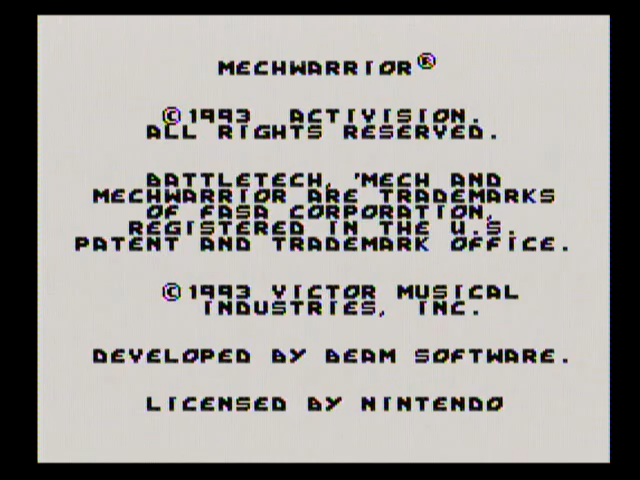 MECHWARRIOR®
©1993 ACTIVISION.
ALL RIGHTS RESERVED.
BATTLETECH, 'MECH AND
MECHWARRIOR ARE TRADEMARKS
OF FASA CORPORATION,
REGISTERED IN THE U.S.
PATENT AND TRADEMARK OFFICE.
©1993 VICTOR MUSICAL
INDUSTRIES, INC.
DEVELOPED BY BEAM SOFTWARE.
LICENSED BY NINTENDO